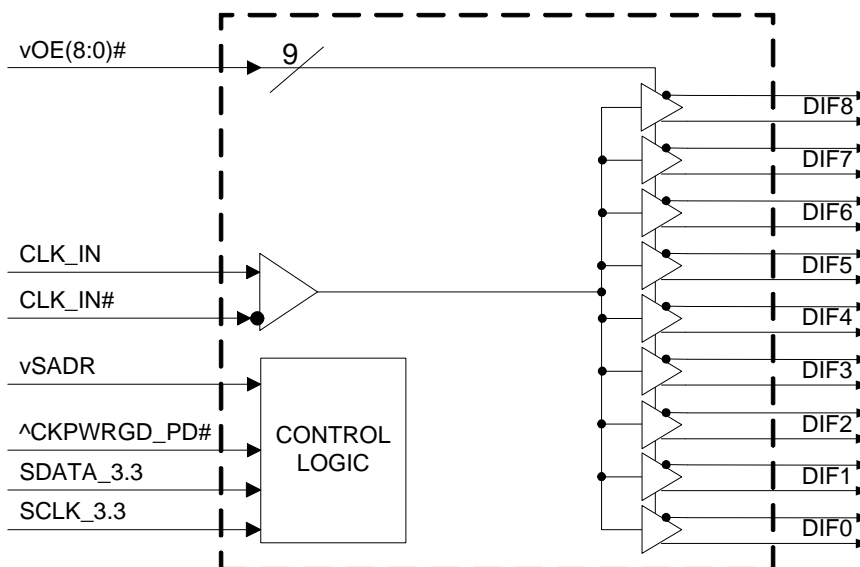 vOE(8:0)#
9
DIF8
DIF7
DIF6
CLK_IN
DIF5
CLK_IN#
DIF4
vSADR
DIF3
^CKPWRGD_PD#
CONTROL
LOGIC
DIF2
SDATA_3.3
DIF1
SCLK_3.3
DIF0